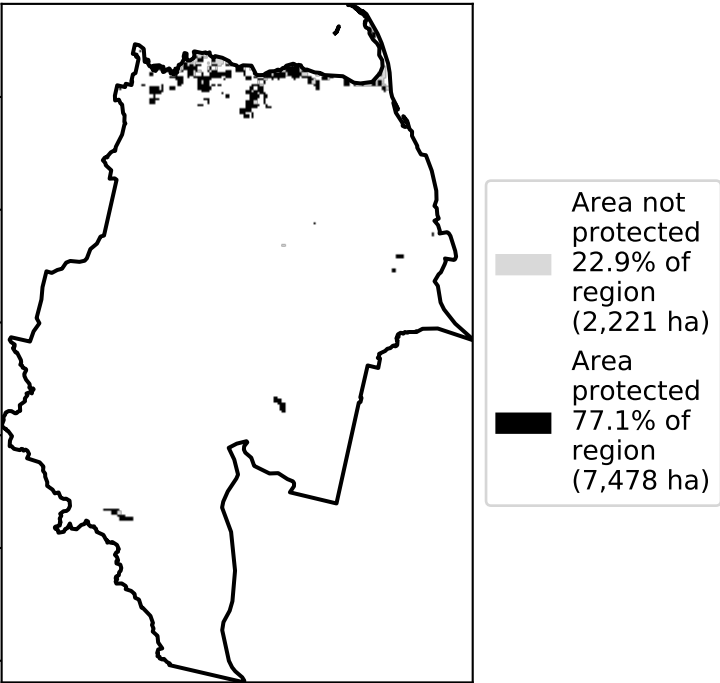 Area not
protected
22.9% of
region
(2,221 ha)
Area
protected
77.1% of
region
(7,478 ha)